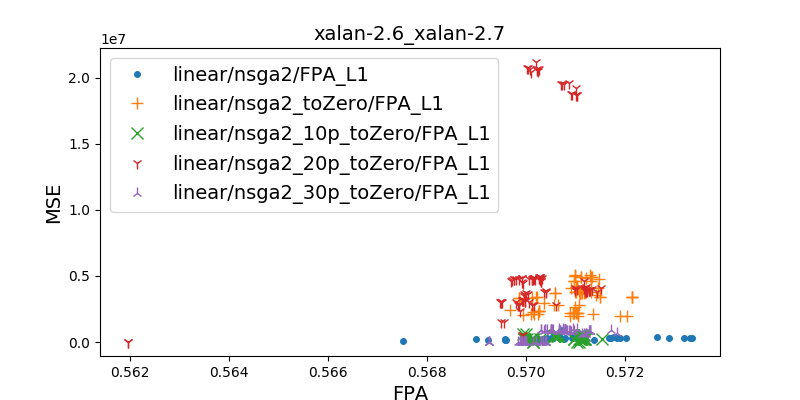 xalan-2.6_xalan-2.7
1e7
linear/nsga2/FPA_L1
linear/nsga2_toZero/FPA_L1
linear/nsga2_10p_toZero/FPA_L1
linear/nsga2_20p_toZero/FPA_L1
linear/nsga2_30p_toZero/FPA_L1
2.0
1.5
1.0
0.5
0.0
MSE
0.562 0.564 0.566 0.568 0.570 0.572
FPA